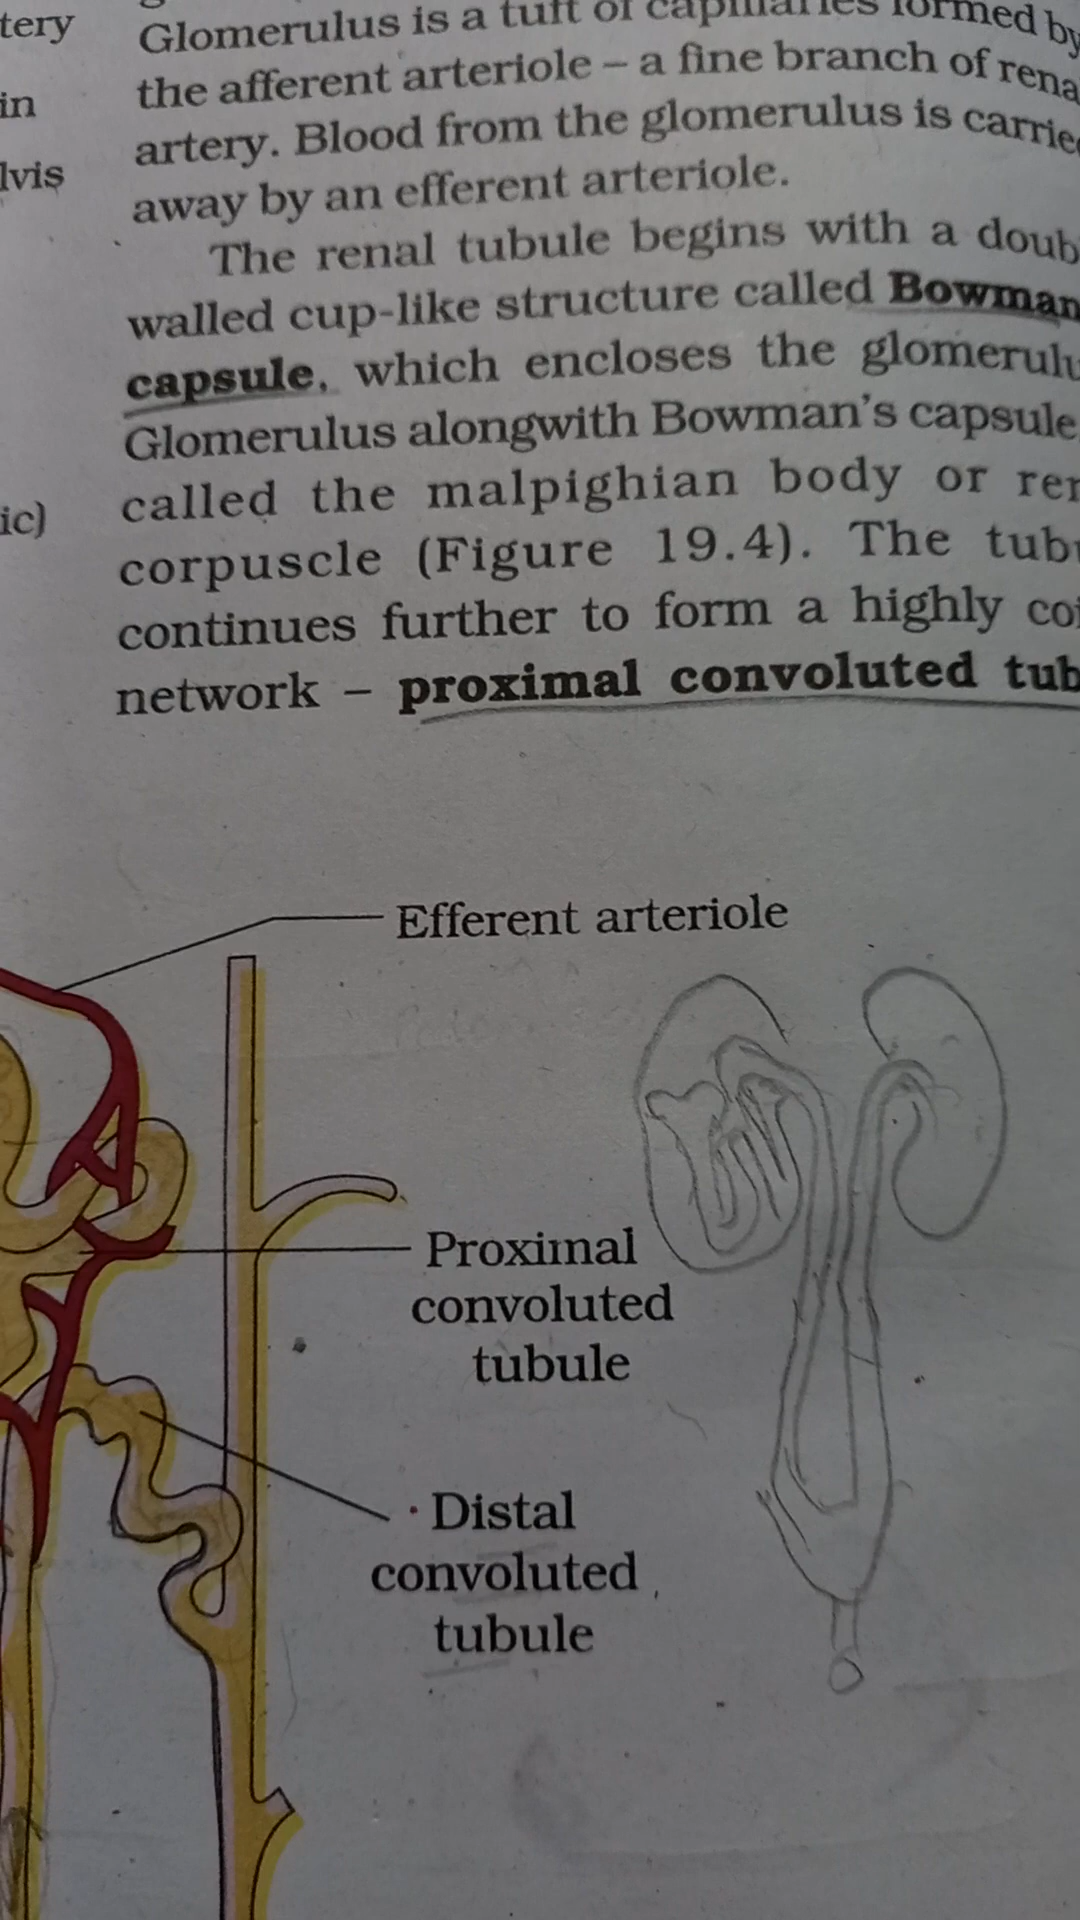 tery
in
lvis
ic)
Glomerulus is a tuft of capillaries formed by
the afferent arteriole – a fine branch of rena
artery. Blood from the glomerulus is carrie
away by an efferent arteriole.
The renal tubule begins with a doub
walled cup-like structure called Bowman
capsule, which encloses the glomerulu
Glomerulus alongwith Bowman's capsule
called the malpighian body or ren
corpuscle (Figure 19.4). The tubu
continues further to form a highly coi
network – proximal convoluted tub
Efferent arteriole
Proximal
convoluted
tubule
Distal
convoluted
tubule